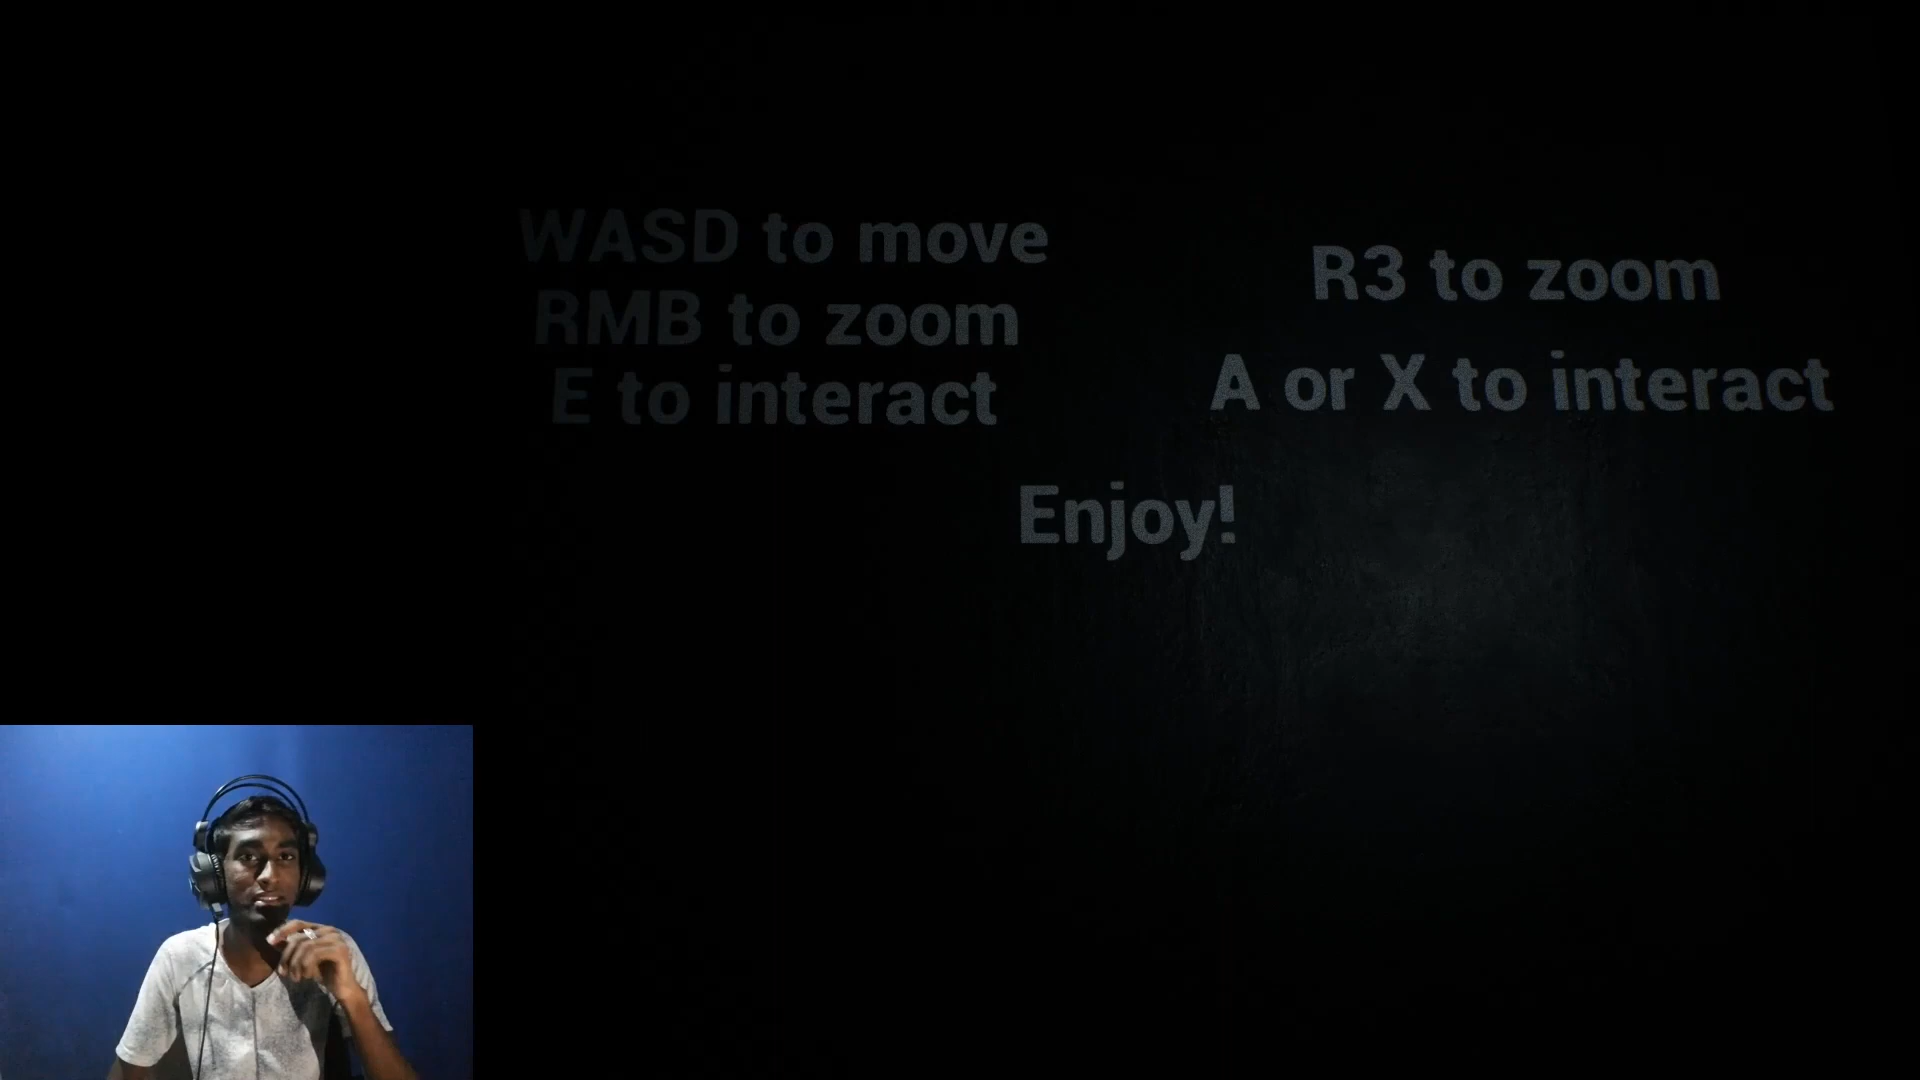 WASD to move
RMB to zoom
E to interact
R3 to zoom
A or X to interact
Enjoy!